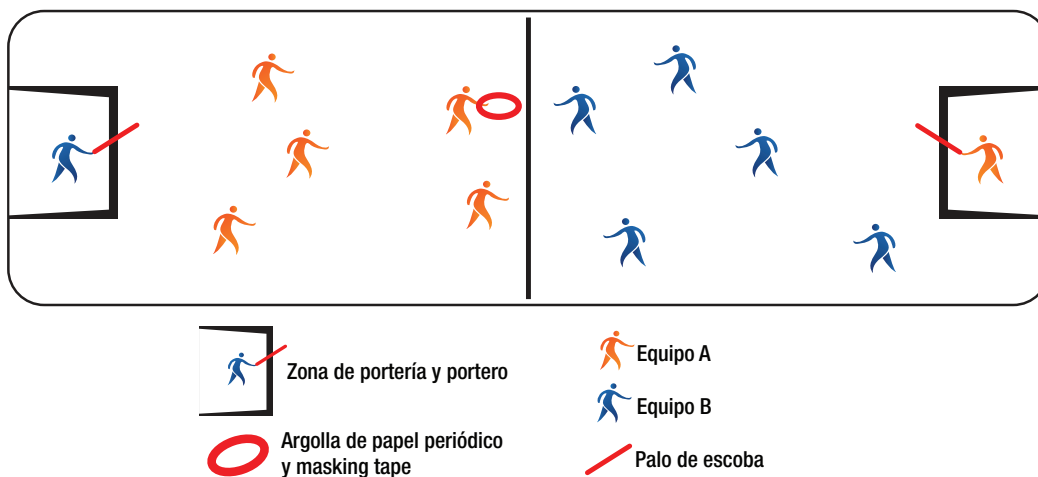 Zona de portería y portero
Argolla de papel periódico
y masking tape
Equipo A
Equipo B
Palo de escoba